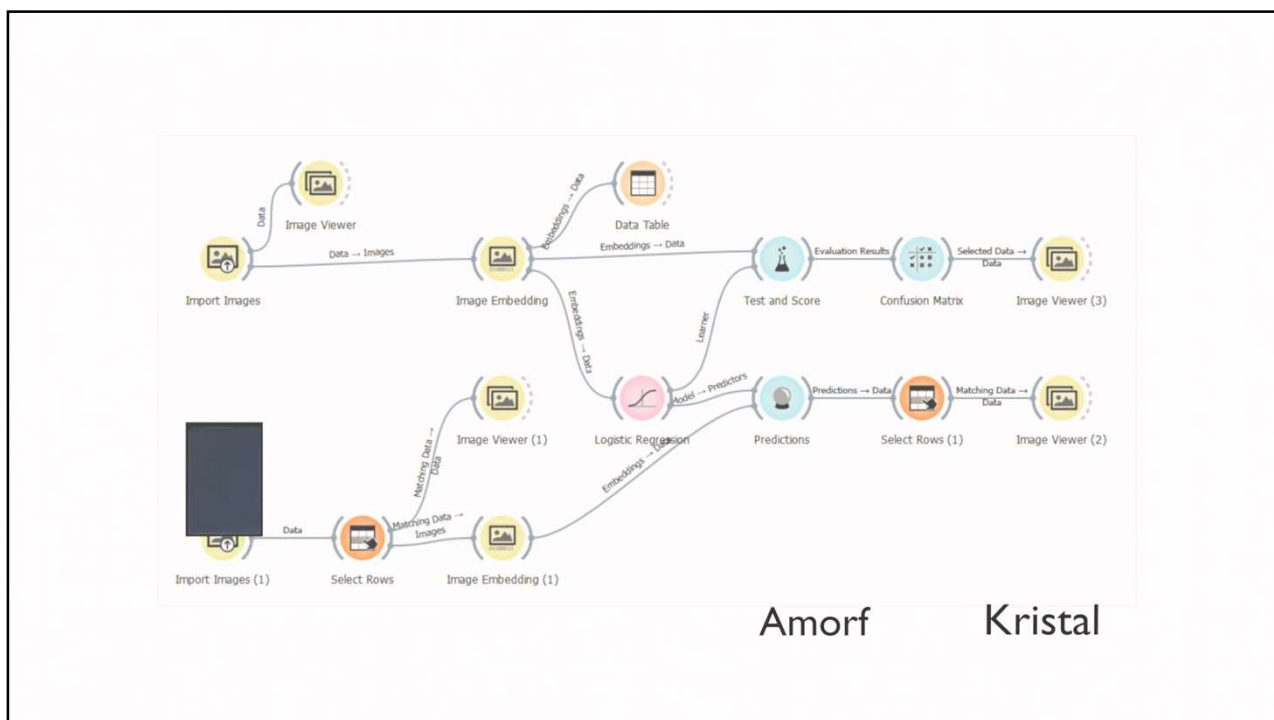 Image Viewer
Data
Import Images
Data → Images
Image Embedding
Embeddings → Data
Data Table
Embeddings → Data
Embeddings → Data
Test and Score
Evaluation Results
Confusion Matrix
Selected Data →
Data
Image Viewer (3)
Learner
Logistic Regression
Model → Predictors
Predictions
Predictions → Data
Select Rows (1)
Matching Data →
Data
Image Viewer (2)
Image Viewer (1)
Matching Data →
Data
Embeddings → Data
Import Images (1)
Data
Select Rows
Matching Data →
Images
Image Embedding (1)
Amorf
Kristal